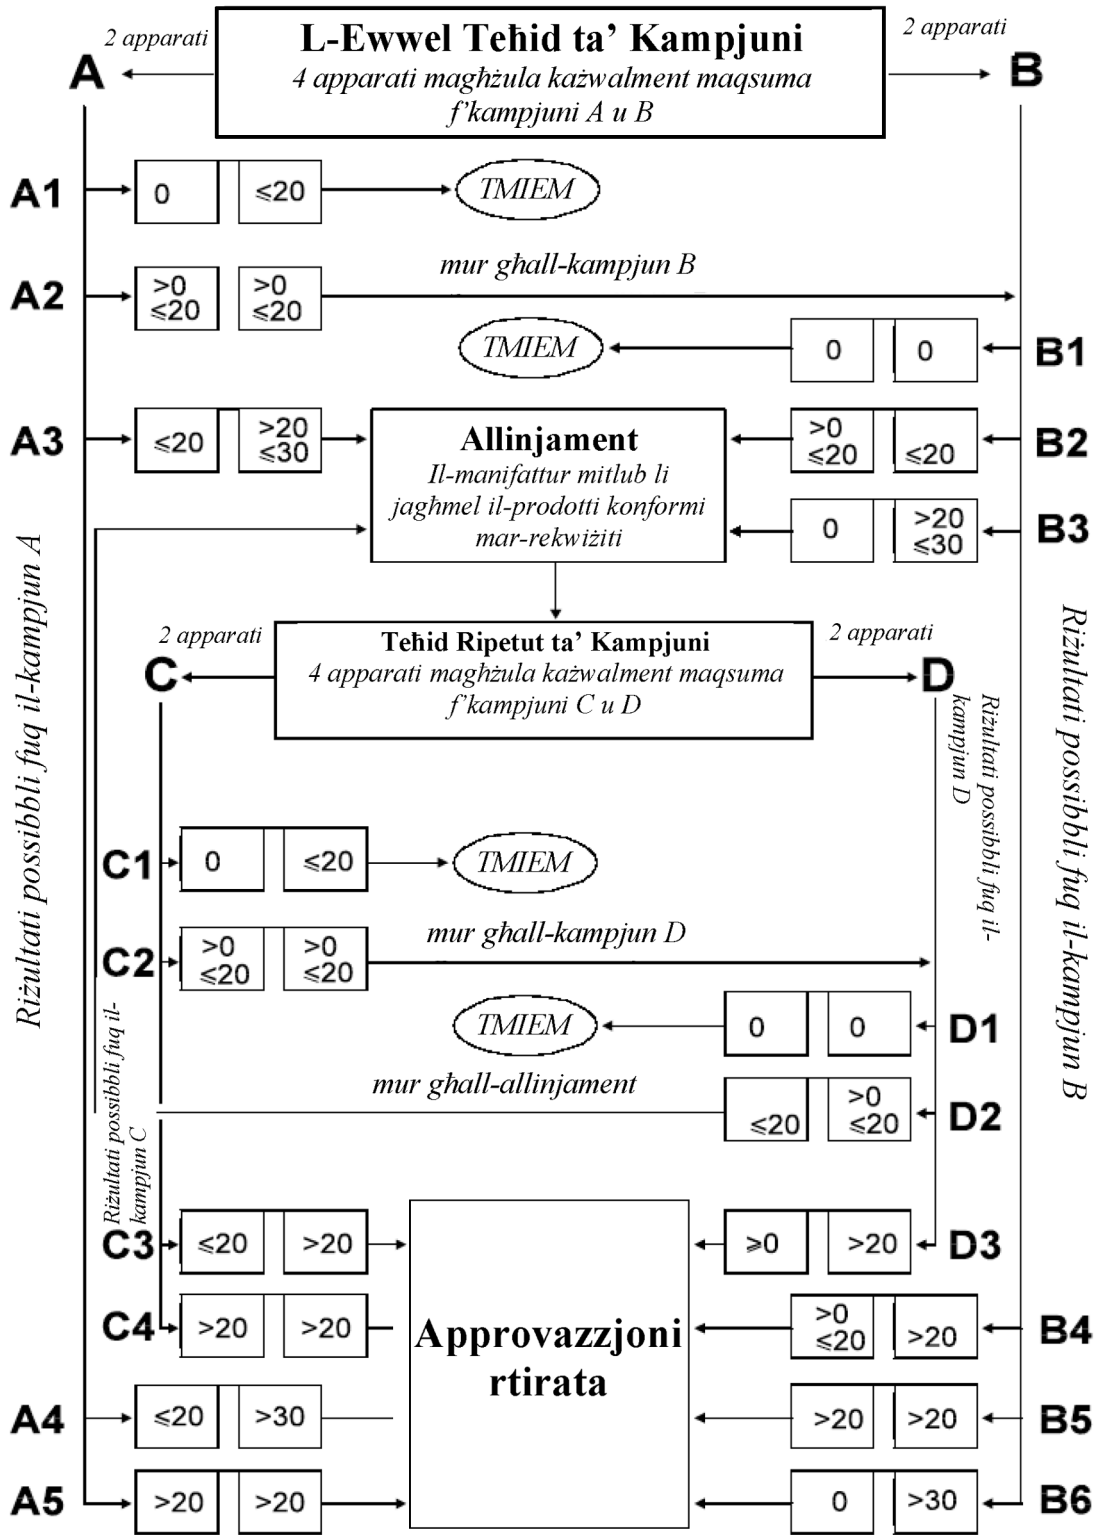 L-Ewwel Teħid ta’ Kampjuni
4 apparati magħżula każwalment maqsuma
f’kampjuni A u B
2 apparati
2 apparati
A
B
A1
0
≤20
TMIEM
A2
>0
≤20
>0
≤20
mur għall-kampjun B
TMIEM
0
0
B1
A3
≤20
>20
≤30
Allinjament
Il-manifattur mitlub li
jagħmel il-prodotti konformi
mar-rekwiżiti
>0
≤20
≤20
B2
0
>20
≤30
B3
Riżultati possibbli fuq il-kampjun A
Riżultati possibbli fuq il-kampjun B
2 apparati
2 apparati
C
D
Teħid Ripetut ta’ Kampjuni
4 apparati magħżula każwalment maqsuma
f’kampjuni C u D
Riżultati possibbli fuq il-
kampjun D
C1
0
≤20
TMIEM
C2
>0
≤20
>0
≤20
mur għall-kampjun D
TMIEM
0
0
D1
mur għall-allinjament
≤20
>0
≤20
D2
Riżultati possibbli fuq il-
kampjun C
C3
≤20
>20
≥0
>20
D3
Approvazzjoni
rtirata
C4
>20
>20
>0
≤20
>20
B4
A4
≤20
>30
>20
>20
B5
A5
>20
>20
0
>30
B6